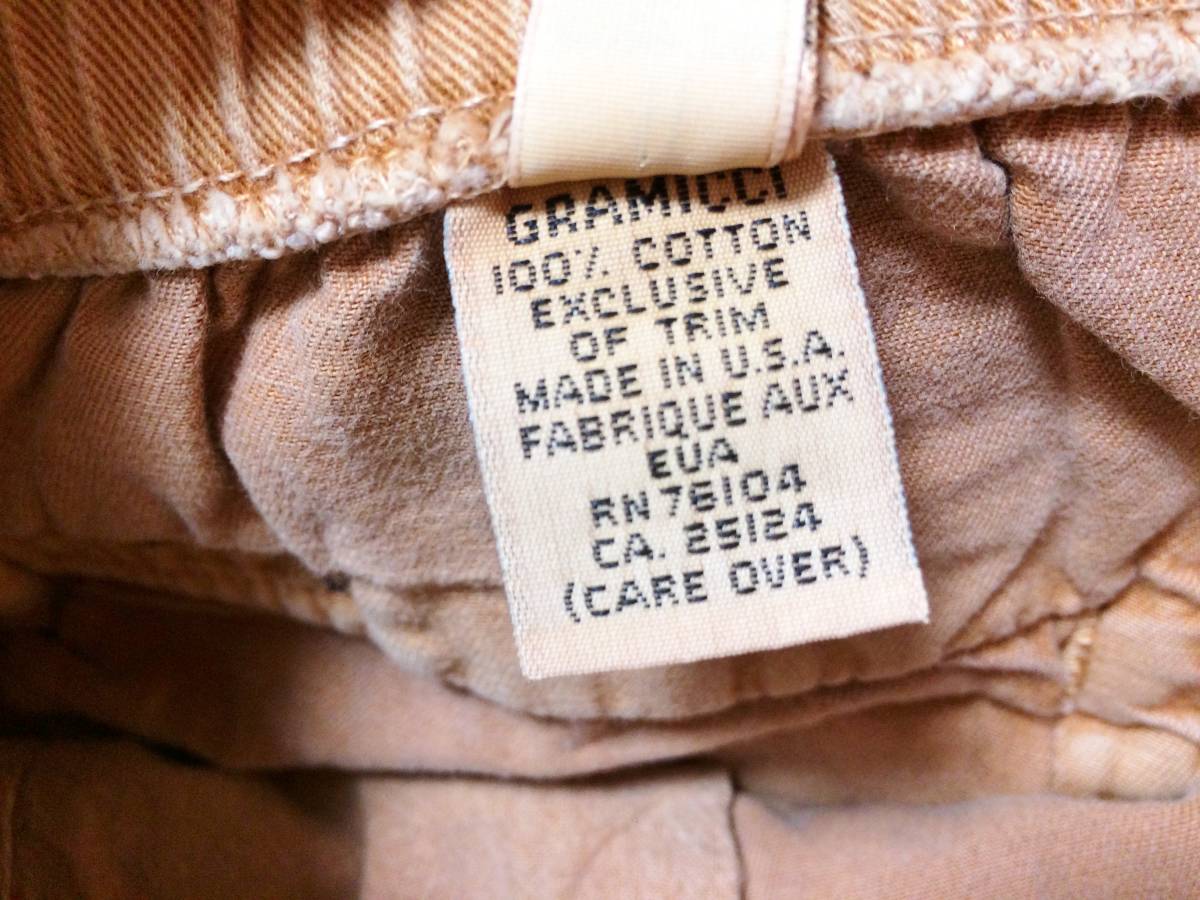 GRAMICCI
100% COTTON
EXCLUSIVE
OF TRIM
MADE IN U.S.A.
FABRIQUE AUX
EUA
RN 76104
CA. 25124
(CARE OVER)